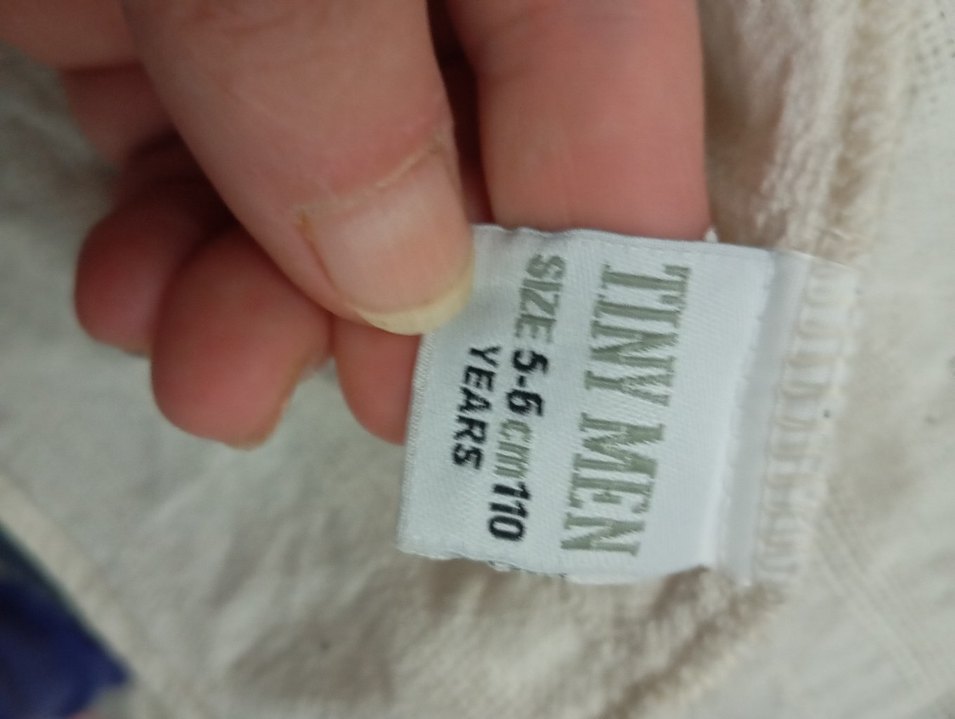 TINY MEN
SIZE 5-6 cm 110
YEARS